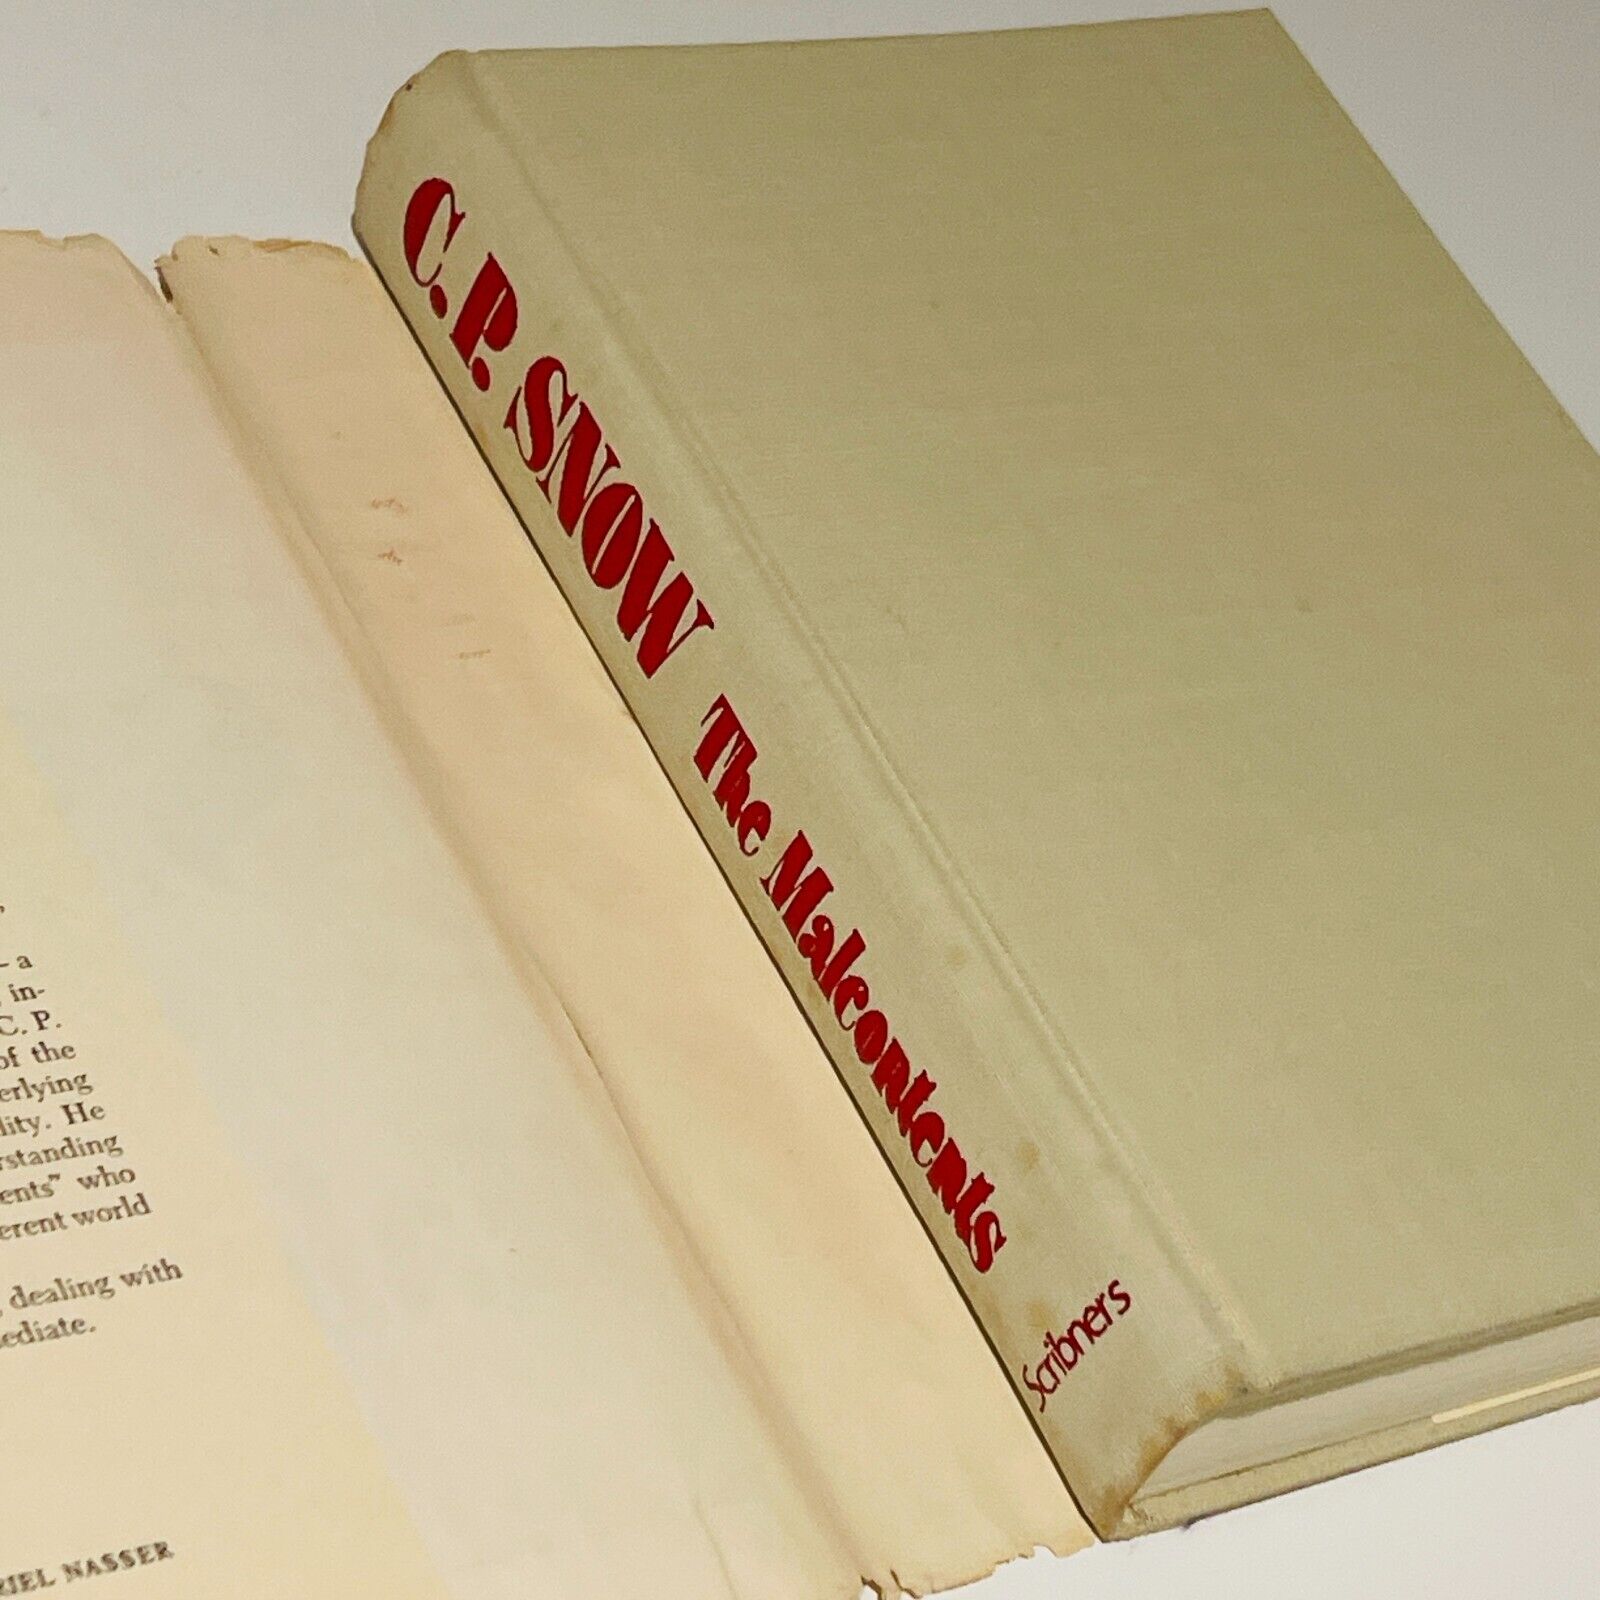 C. P. SNOW The Malcontents
Scribners
- a
in-
C. P.
of the
erlying
lity. He
rstanding
ents" who
erent world
, dealing with
ediate.
RIEL NASSER